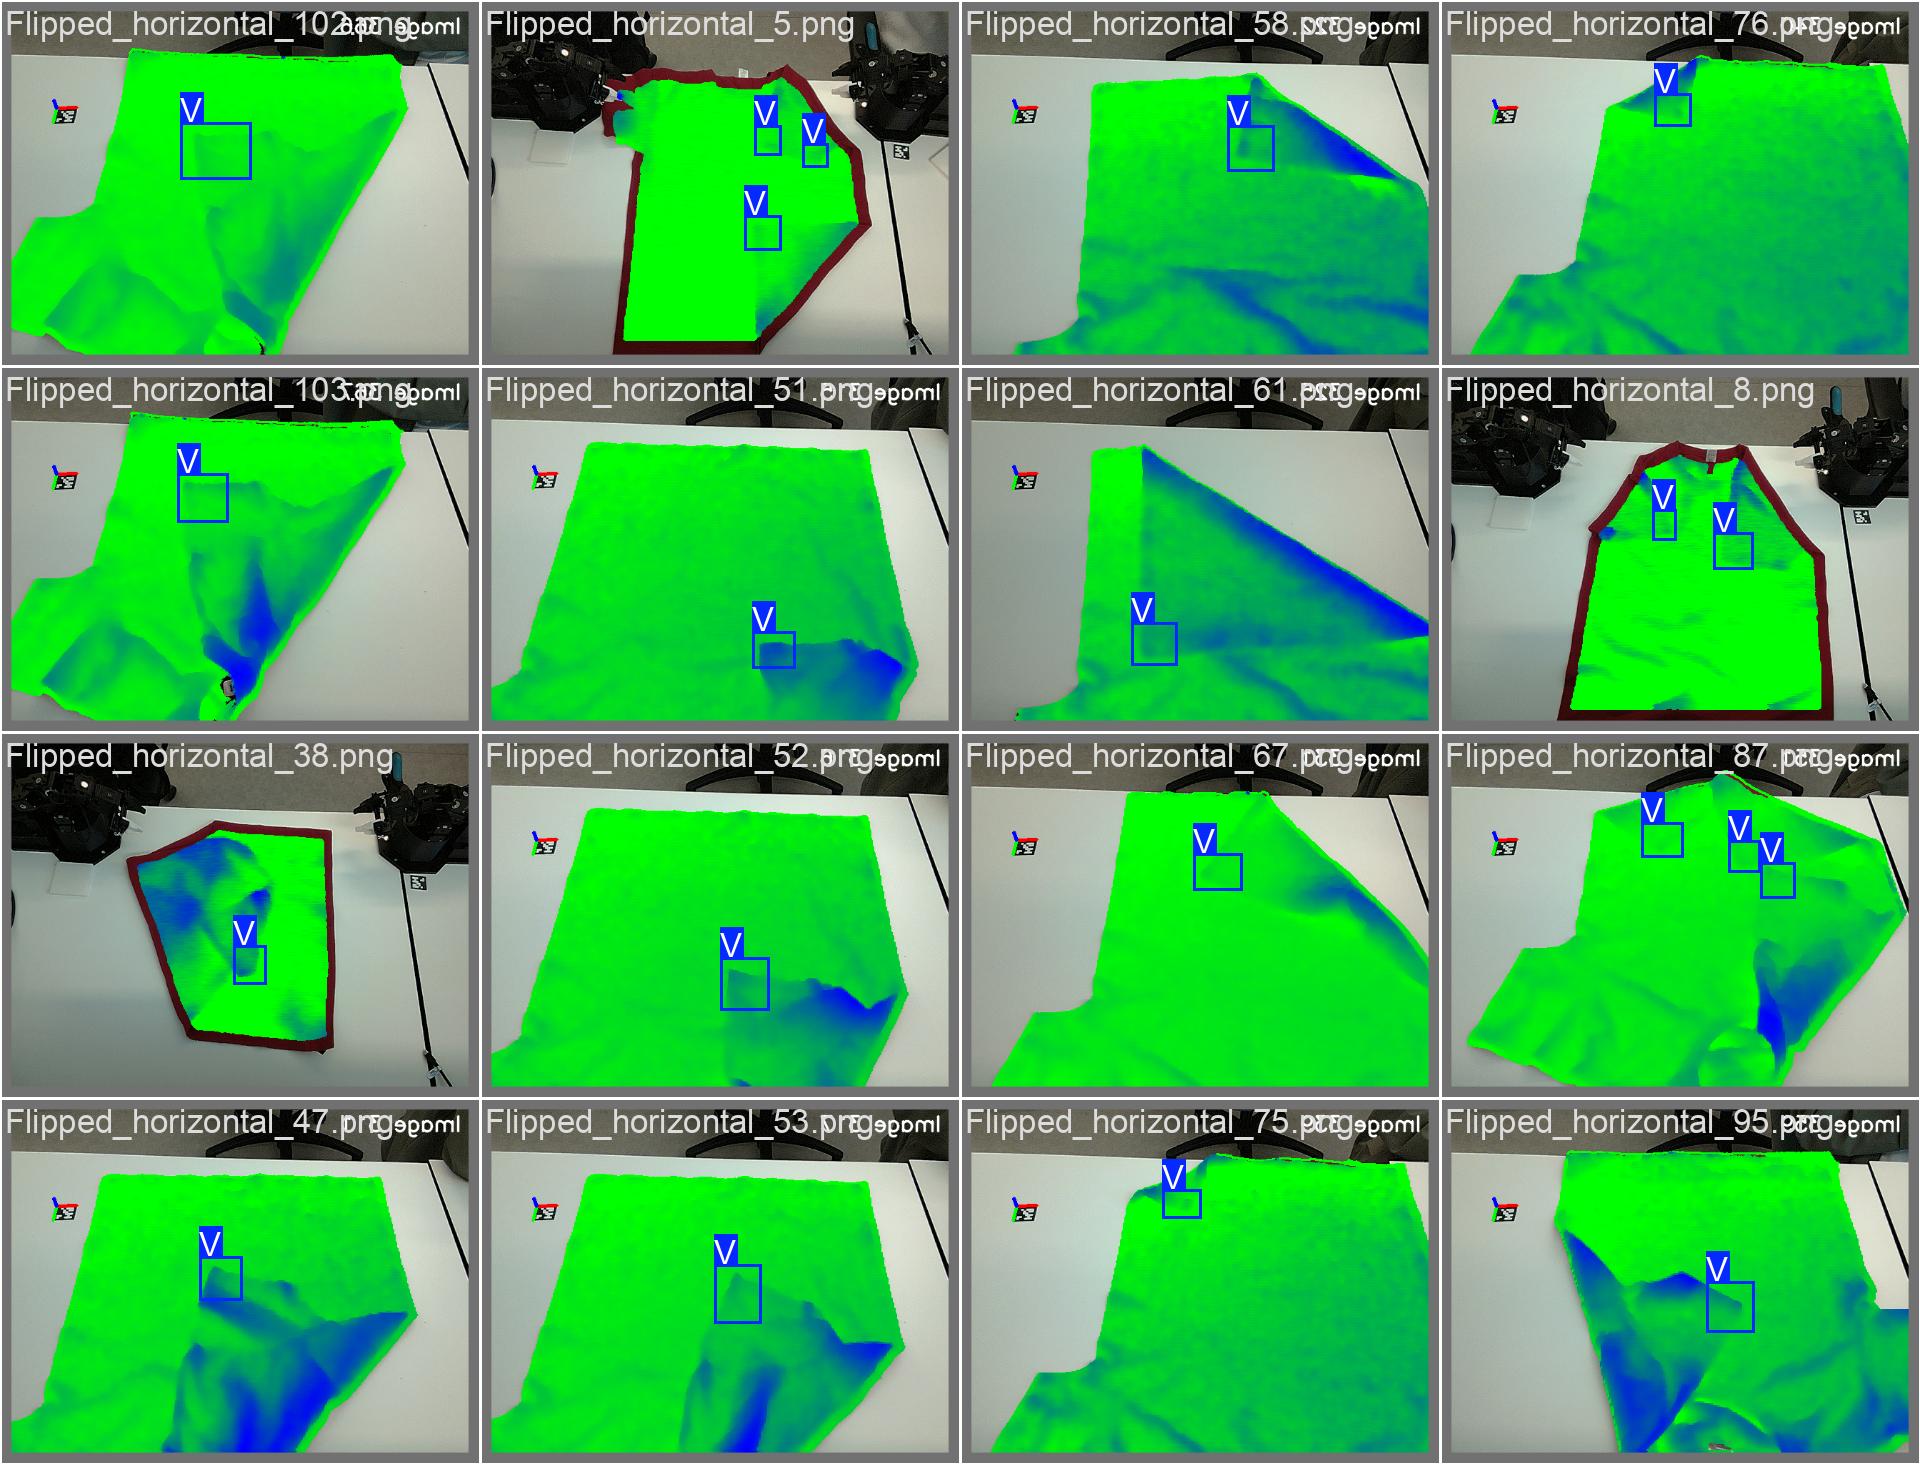 Flipped_horizontal_102.png
Flipped_horizontal_5.png
Flipped_horizontal_58.png
Flipped_horizontal_76.png
V
V
V
V
V
V
Flipped_horizontal_103.png
Flipped_horizontal_51.png
Flipped_horizontal_61.png
Flipped_horizontal_8.png
V
V
V
V
V
Flipped_horizontal_38.png
Flipped_horizontal_52.png
Flipped_horizontal_67.png
Flipped_horizontal_87.png
V
V
V
V
V
V
Flipped_horizontal_47.png
Flipped_horizontal_53.png
Flipped_horizontal_75.png
Flipped_horizontal_95.png
V
V
V
V